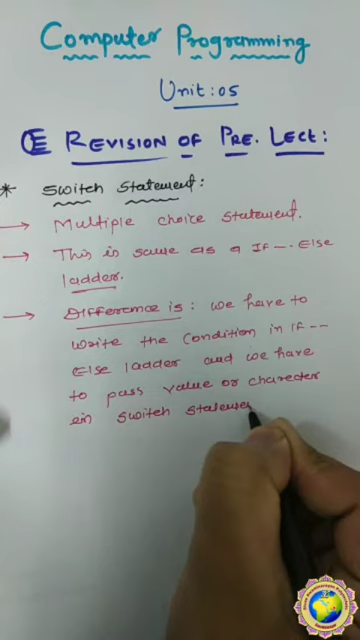 Computer Programming
Unit: 05
Œ Revision of Pre. Lect:
* Switch Statement:
→ Multiple choice statement.
→ This is same as a If -- Else
ladder.
→ Difference is: we have to
write the condition in if --
Else ladder and we have
to pass value or charecter
in switch stateme